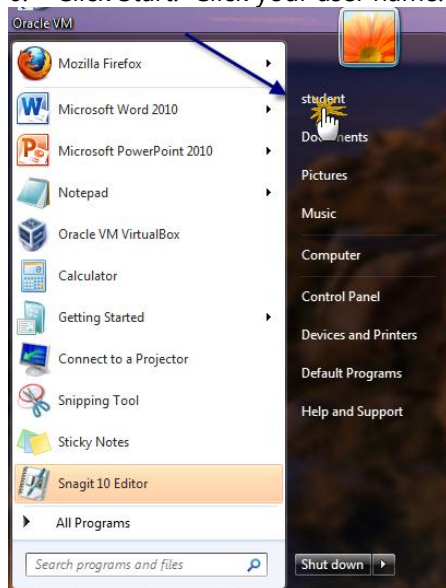 Oracle VM
Mozilla Firefox
Microsoft Word 2010
Microsoft PowerPoint 2010
Notepad
Oracle VM VirtualBox
Calculator
Getting Started
Connect to a Projector
Snipping Tool
Sticky Notes
Snagit 10 Editor
All Programs
Search programs and files
student
Documents
Pictures
Music
Computer
Control Panel
Devices and Printers
Default Programs
Help and Support
Shut down